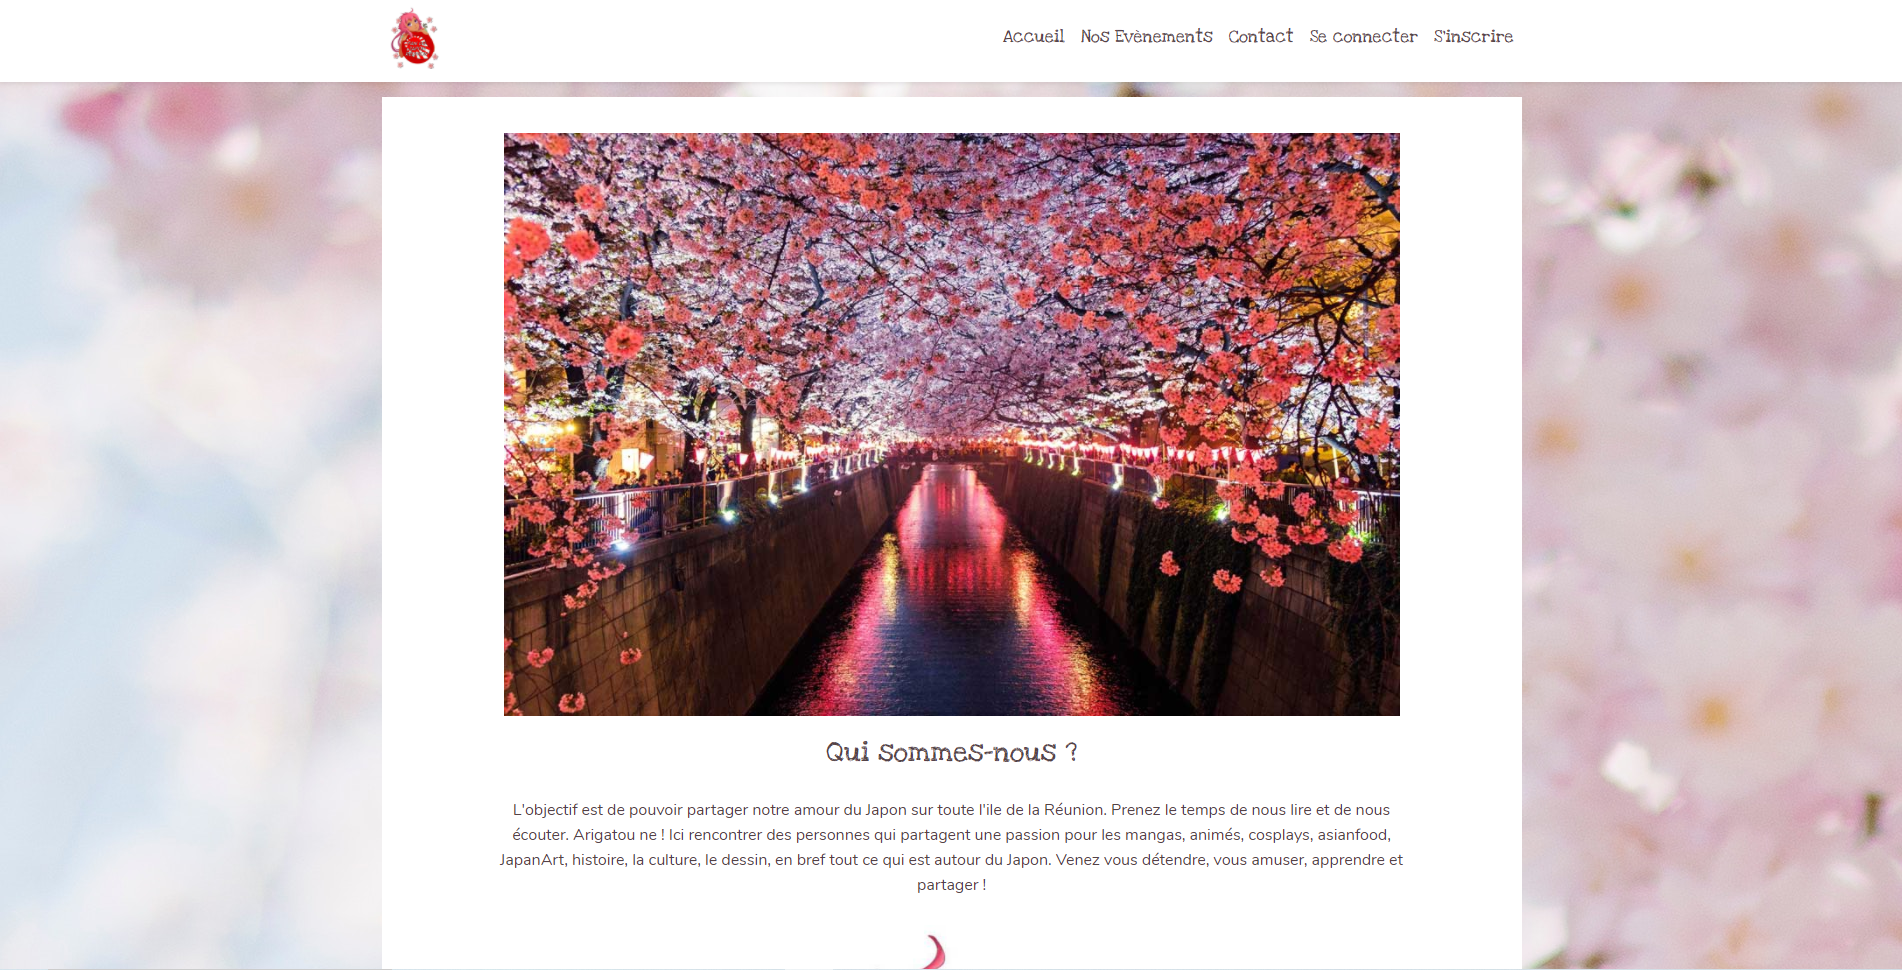 Accueil Nos Evènements Contact Se connecter S'inscrire
Qui sommes-nous ?
L'objectif est de pouvoir partager notre amour du Japon sur toute l'ile de la Réunion. Prenez le temps de nous lire et de nous
écouter. Arigatou ne ! Ici rencontrer des personnes qui partagent une passion pour les mangas, animés, cosplays, asianfood,
JapanArt, histoire, la culture, le dessin, en bref tout ce qui est autour du Japon. Venez vous détendre, vous amuser, apprendre et
partager !